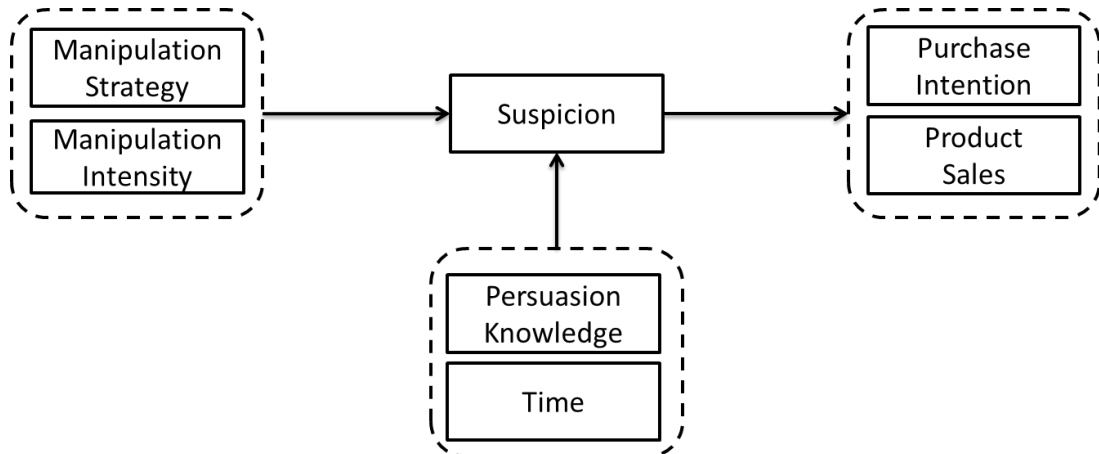 Manipulation
Strategy
Manipulation
Intensity
Suspicion
Purchase
Intention
Product
Sales
Persuasion
Knowledge
Time